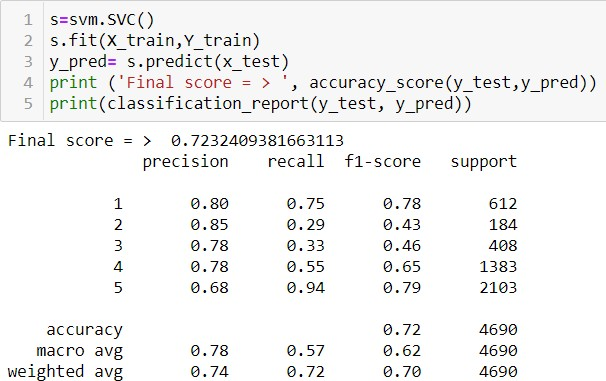 1 s=svm.SVC()
2 s.fit(X_train,Y_train)
3 y_pred= s.predict(x_test)
4 print ('Final score = > ', accuracy_score(y_test,y_pred))
5 print(classification_report(y_test, y_pred))
Final score = >  0.7232409381663113
              precision    recall  f1-score   support

           1       0.80      0.75      0.78       612
           2       0.85      0.29      0.43       184
           3       0.78      0.33      0.46       408
           4       0.78      0.55      0.65      1383
           5       0.68      0.94      0.79      2103

    accuracy                           0.72      4690
   macro avg       0.78      0.57      0.62      4690
weighted avg       0.74      0.72      0.70      4690